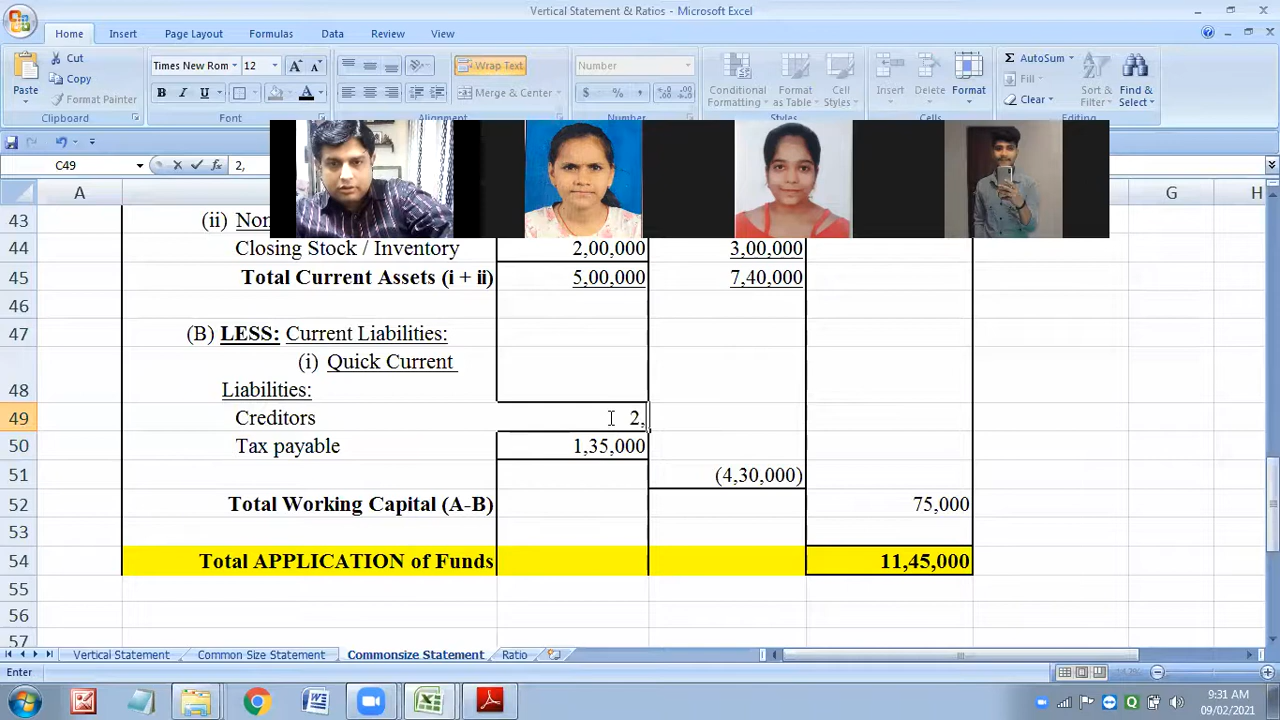 Vertical Statement & Ratios - Microsoft Excel
Home Insert Page Layout Formulas Data Review View
Cut
Copy
Format Painter
Paste
Clipboard
Times New Rom 12
B I U
Font
Wrap Text
Merge & Center
Alignment
Number
$ % ,
Number
Conditional Formatting
Format as Table
Cell Styles
Styles
Insert Delete Format
Cells
AutoSum
Fill
Clear
Sort & Filter
Find & Select
Editing
C49 fx 2,
A G H
43 (ii) Non
44 Closing Stock / Inventory 2,00,000 3,00,000
45 Total Current Assets (i + ii) 5,00,000 7,40,000
46
47 (B) LESS: Current Liabilities:
(i) Quick Current
48 Liabilities:
49 Creditors 2,
50 Tax payable 1,35,000
51 (4,30,000)
52 Total Working Capital (A-B) 75,000
53
54 Total APPLICATION of Funds 11,45,000
55
56
57
Vertical Statement Common Size Statement Commonsize Statement Ratio
Enter
9:31 AM
09/02/2021